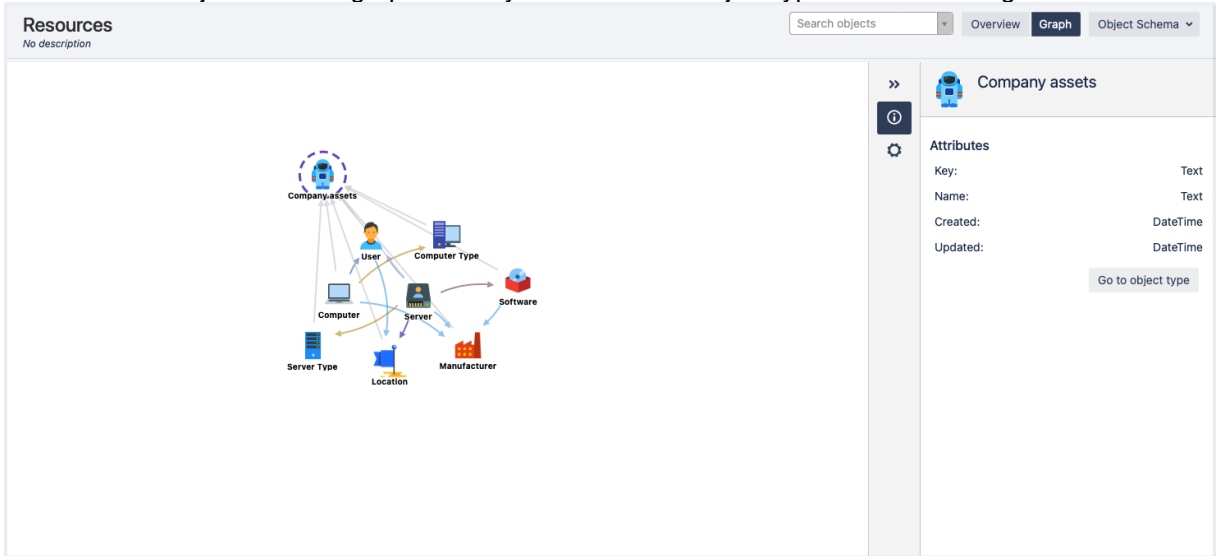 Resources
No description
Search objects
Overview
Graph
Object Schema
Company assets
User
Computer Type
Software
Computer
Server
Server Type
Location
Manufacturer
Company assets
Attributes
Key: Text
Name: Text
Created: DateTime
Updated: DateTime
Go to object type